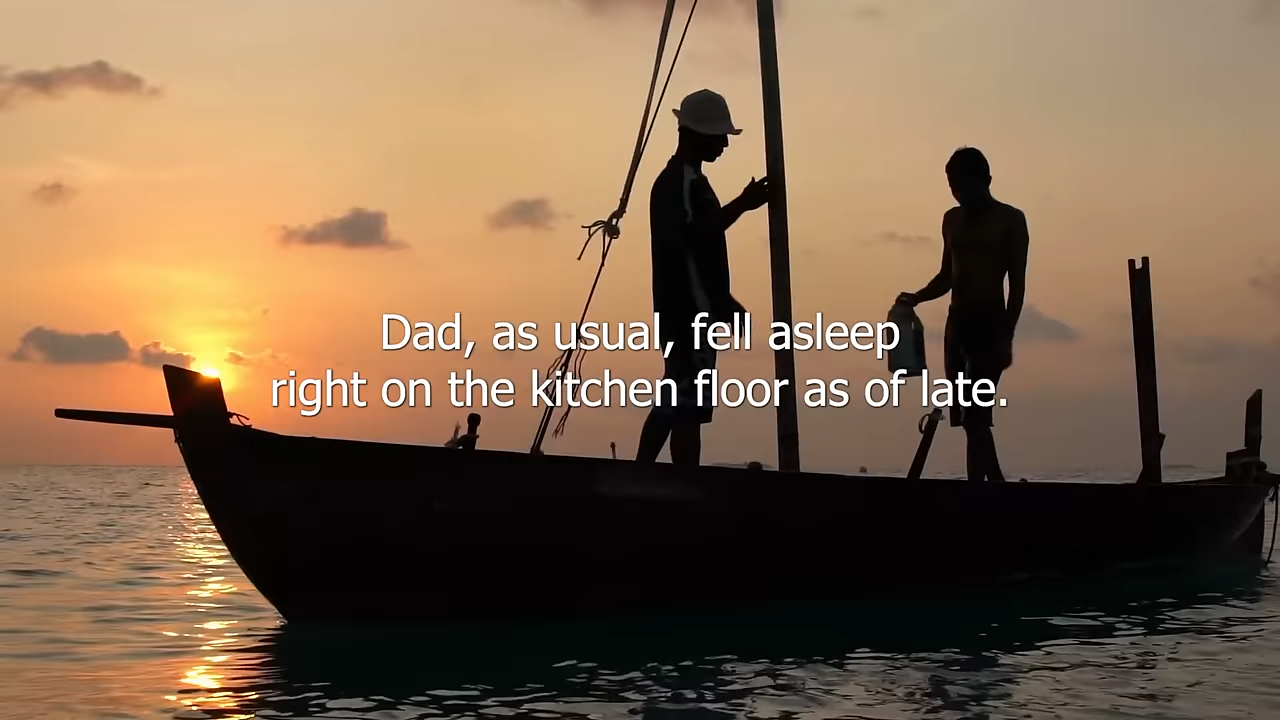 Dad, as usual, fell asleep
right on the kitchen floor as of late.